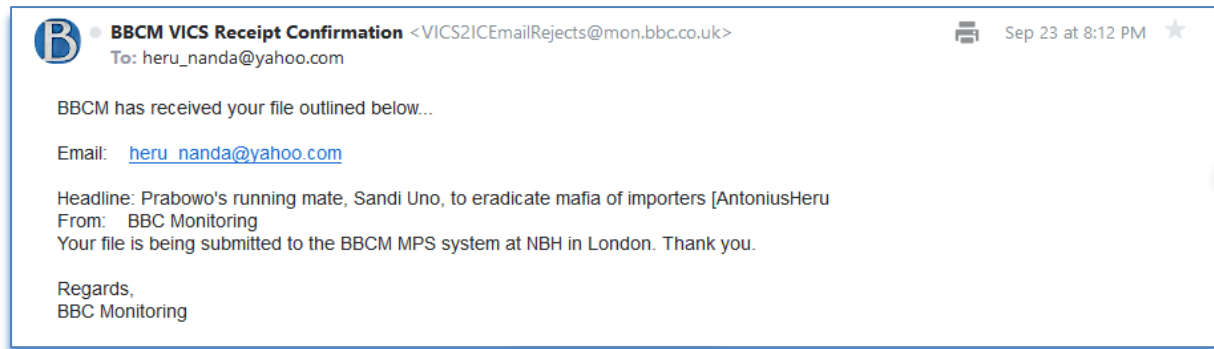 B
BBCM VICS Receipt Confirmation <VICS2ICEmailRejects@mon.bbc.co.uk> Sep 23 at 8:12 PM
To: heru_nanda@yahoo.com
BBCM has received your file outlined below...
Email: heru_nanda@yahoo.com
Headline: Prabowo's running mate, Sandi Uno, to eradicate mafia of importers [AntoniusHeru
From: BBC Monitoring
Your file is being submitted to the BBCM MPS system at NBH in London. Thank you.
Regards,
BBC Monitoring